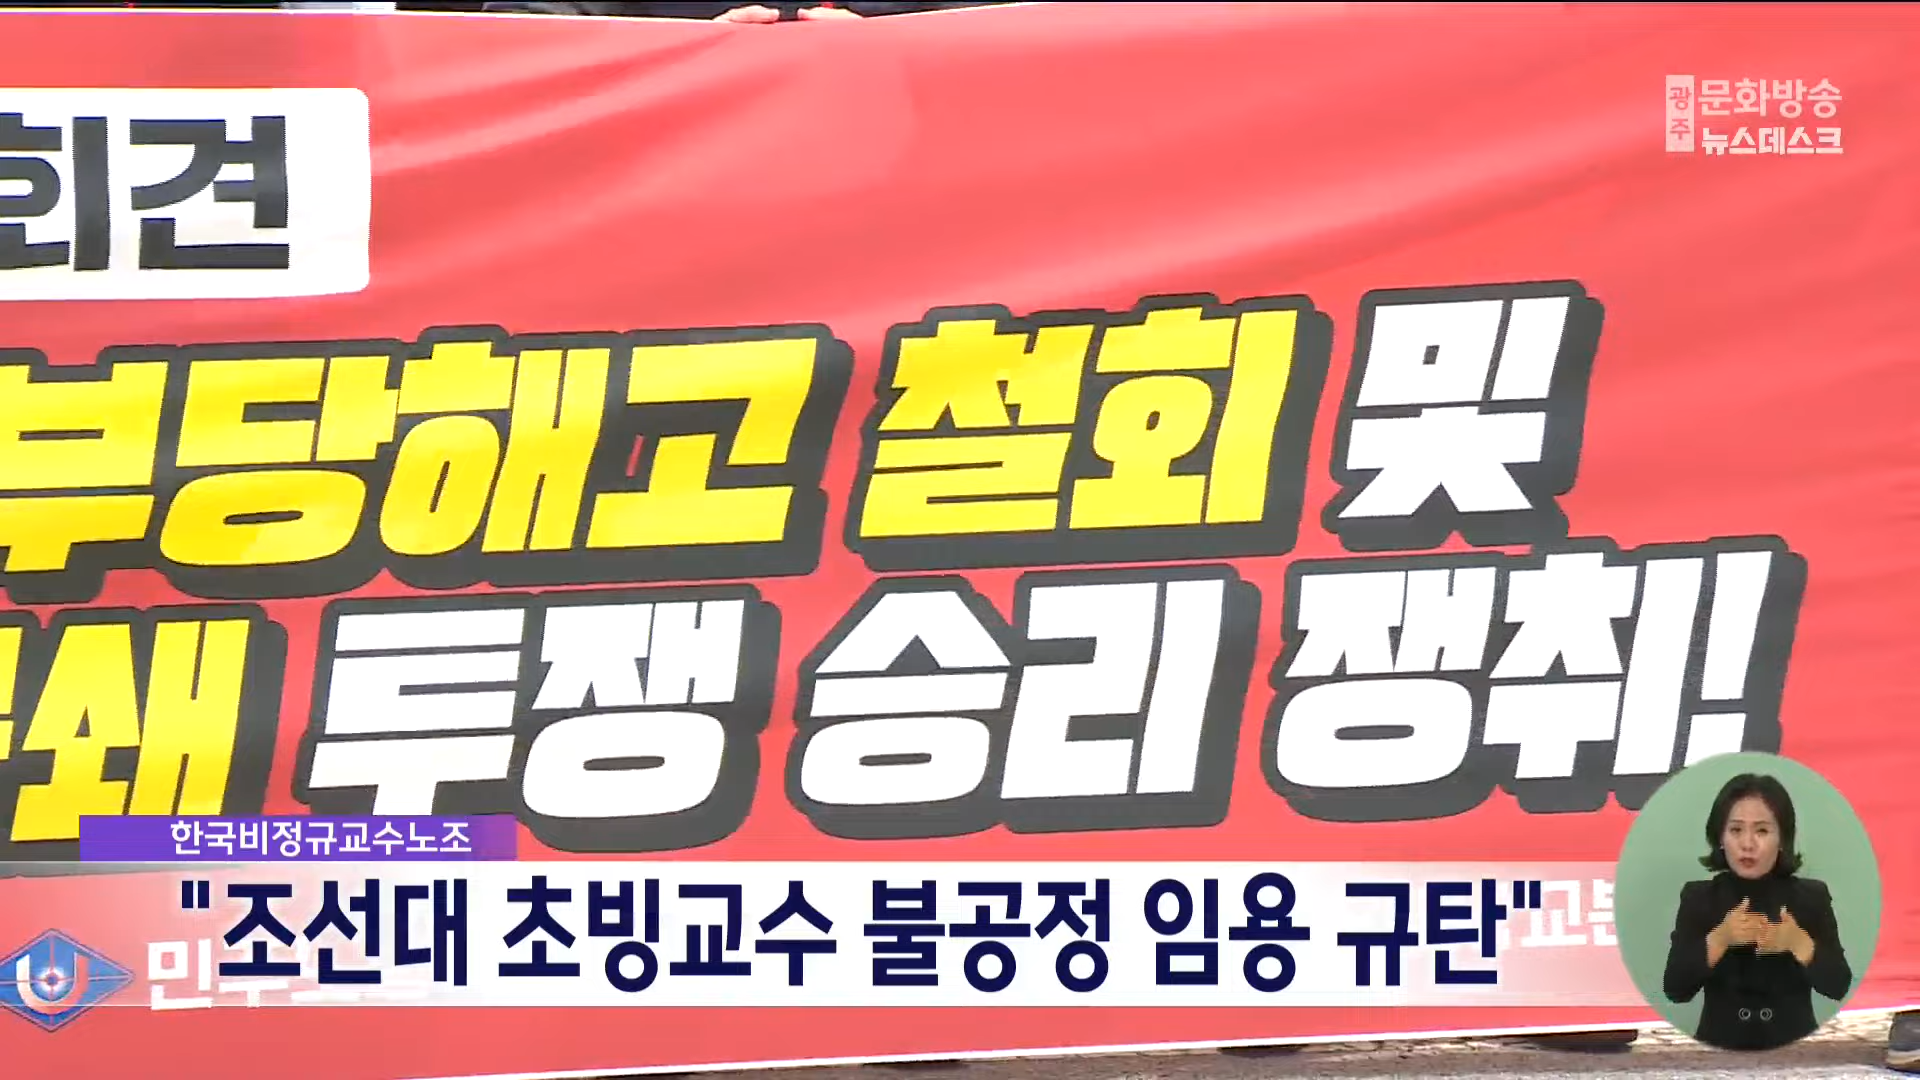 광주
문화방송
뉴스데스크
회견
부당해고 철회 및
쇄 투쟁 승리 쟁취!
한국비정규교수노조
"조선대 초빙교수 불공정 임용 규탄"
민주